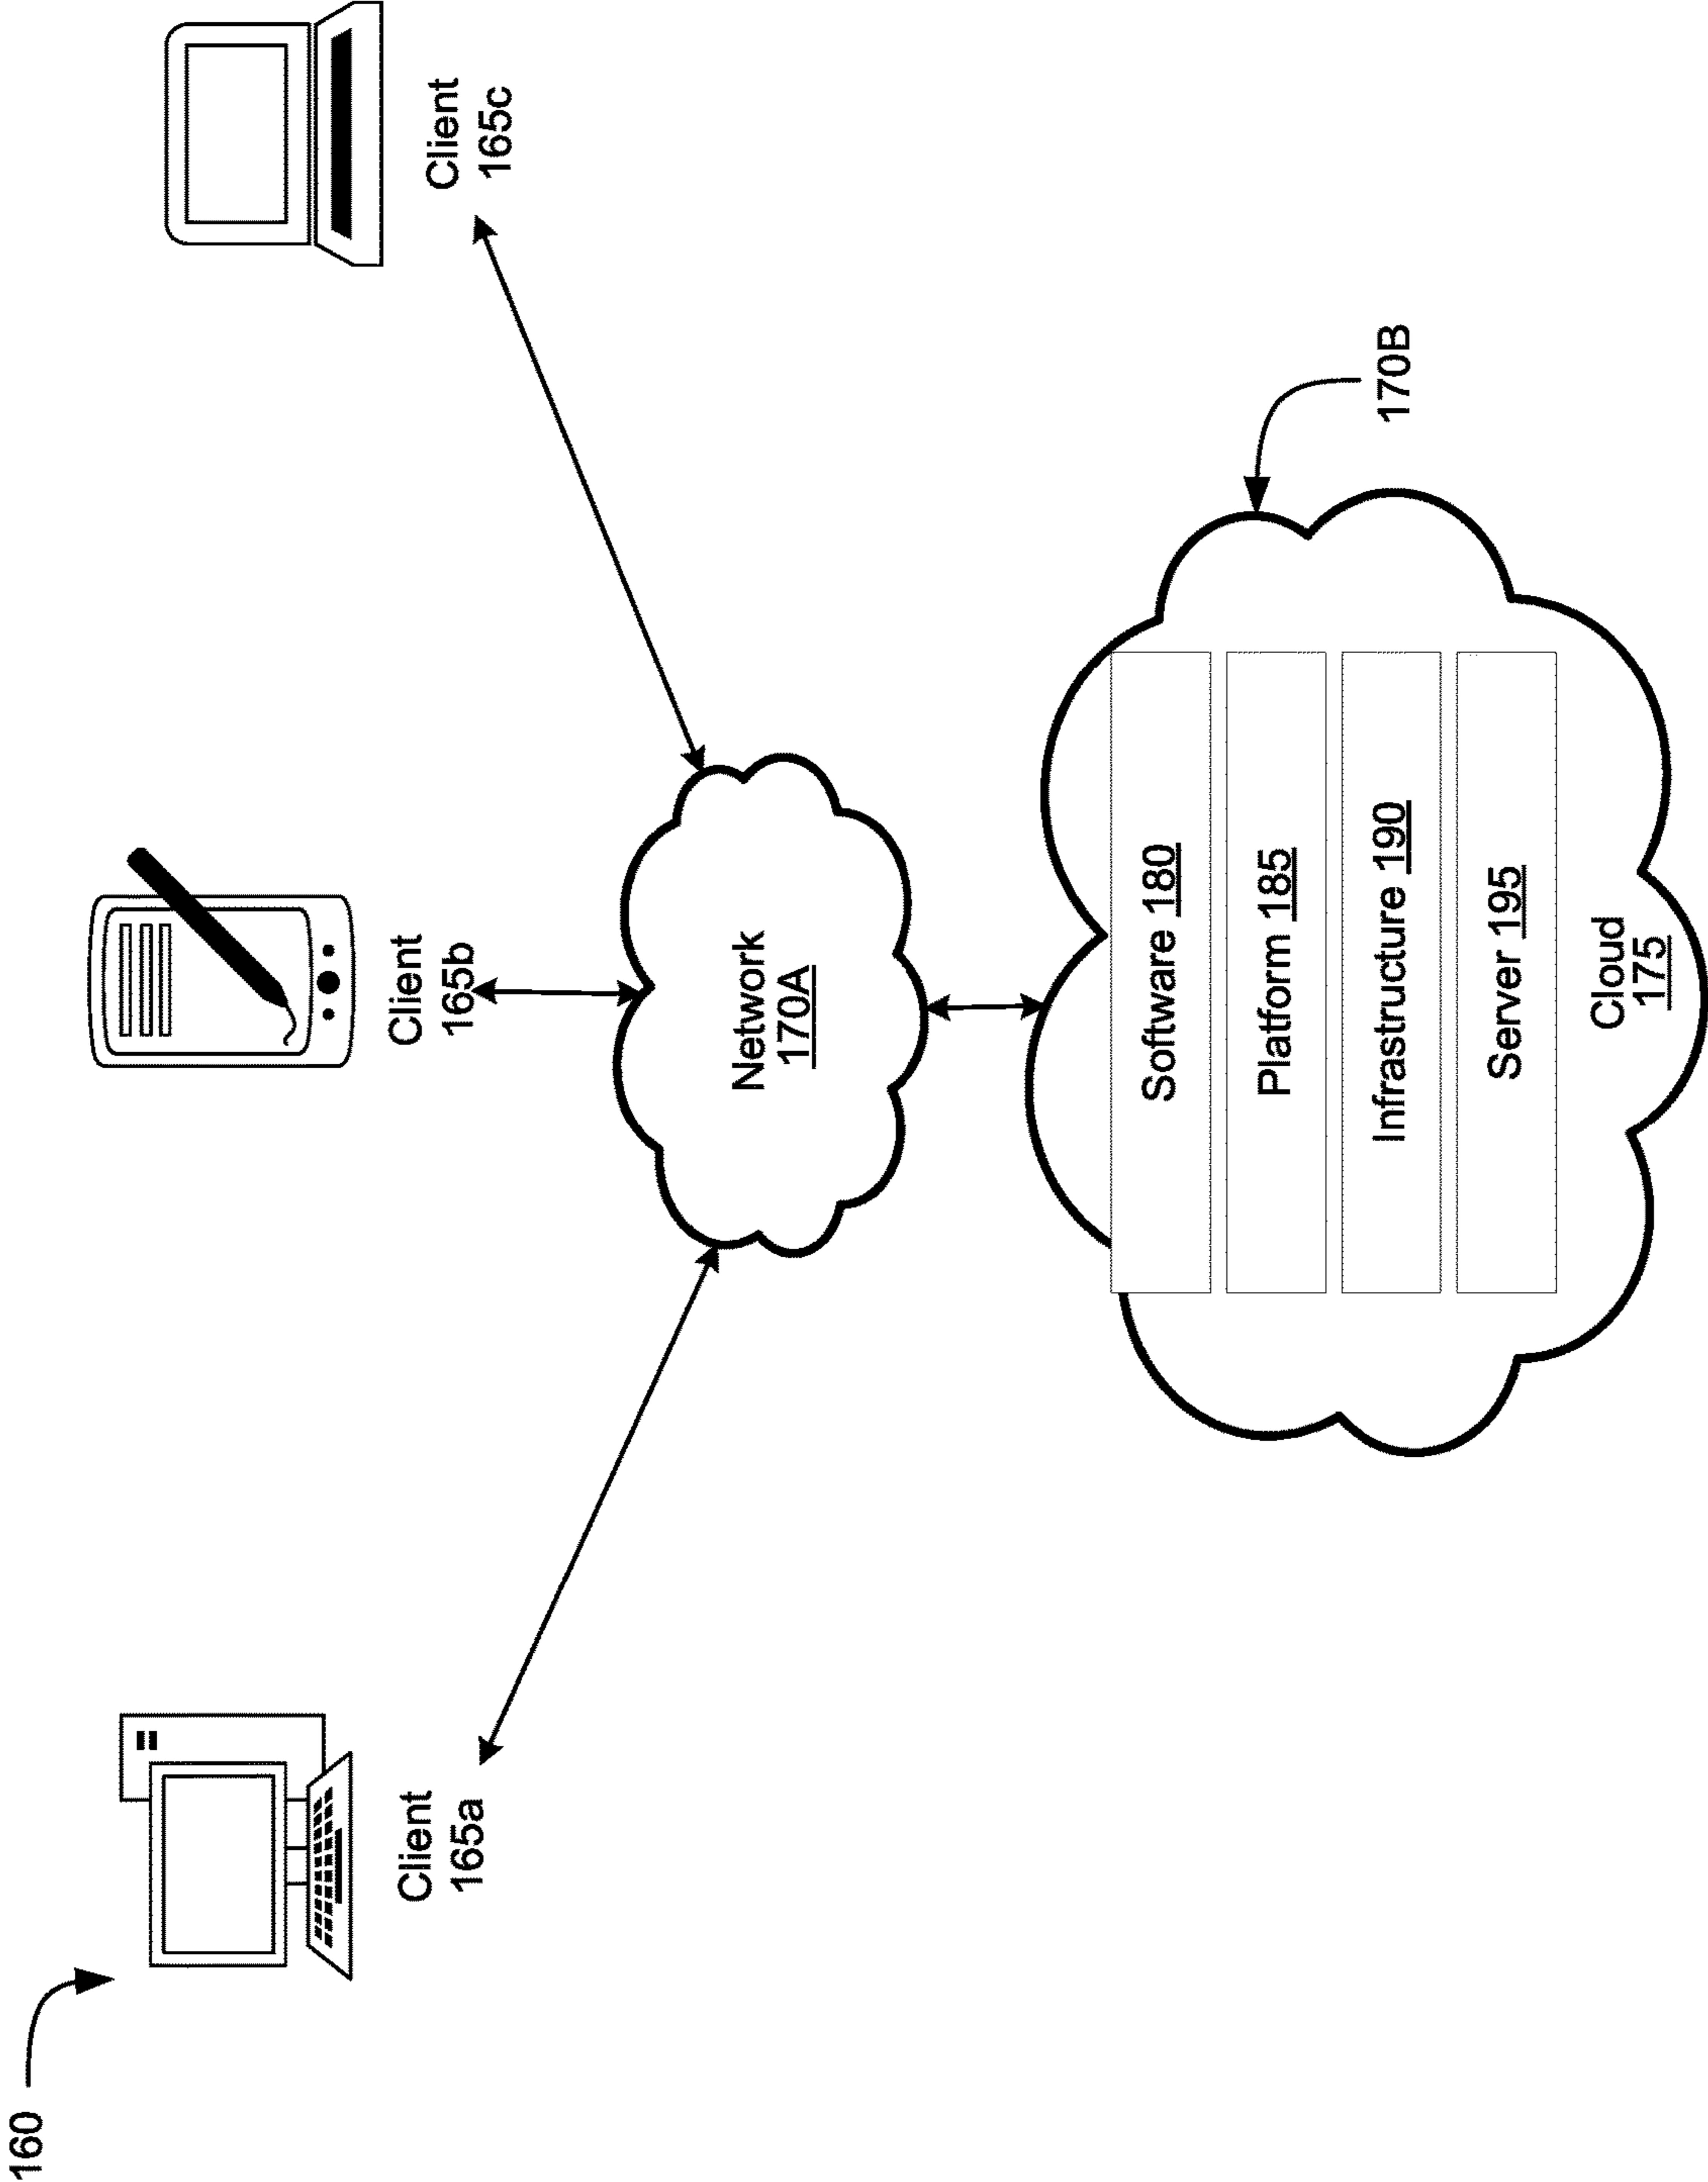 160
Client
165a
Client
165b
Client
165c
Network
170A
170B
Software 180
Platform 185
Infrastructure 190
Server 195
Cloud
175